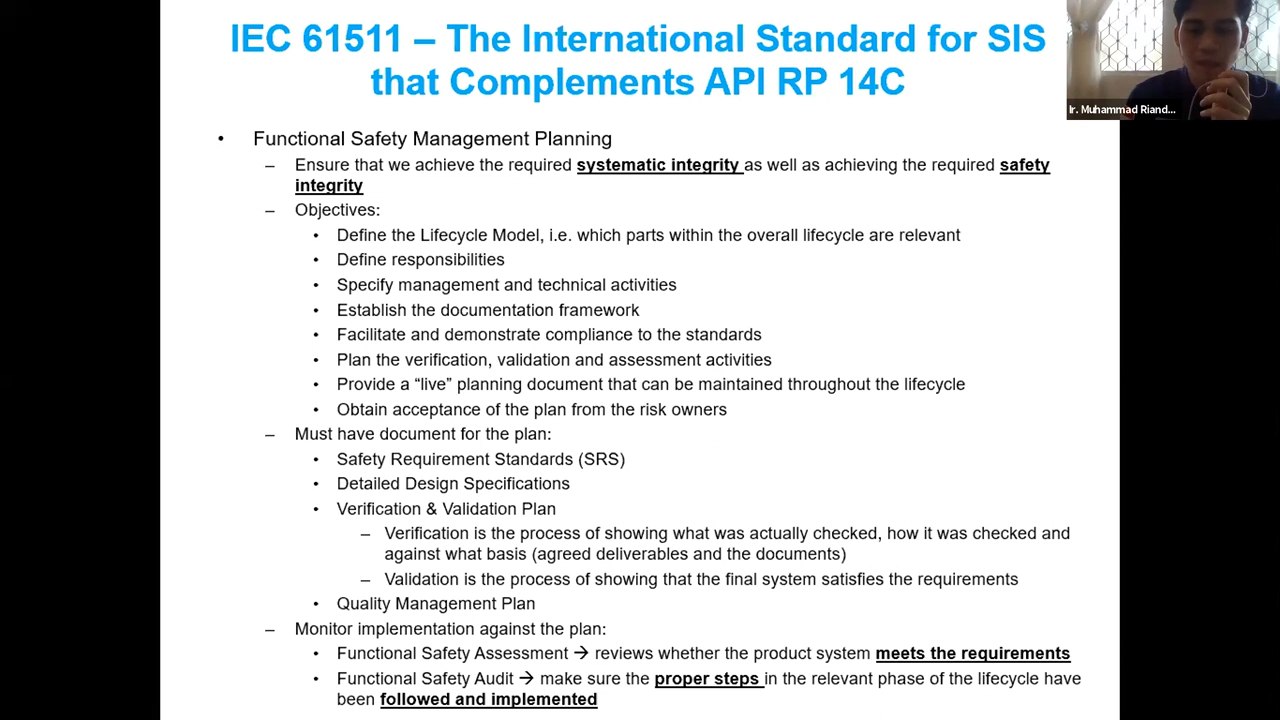 IEC 61511 – The International Standard for SIS
that Complements API RP 14C
Ir. Muhammad Riand...
• Functional Safety Management Planning
– Ensure that we achieve the required systematic integrity as well as achieving the required safety
integrity
– Objectives:
• Define the Lifecycle Model, i.e. which parts within the overall lifecycle are relevant
• Define responsibilities
• Specify management and technical activities
• Establish the documentation framework
• Facilitate and demonstrate compliance to the standards
• Plan the verification, validation and assessment activities
• Provide a “live” planning document that can be maintained throughout the lifecycle
• Obtain acceptance of the plan from the risk owners
– Must have document for the plan:
• Safety Requirement Standards (SRS)
• Detailed Design Specifications
• Verification & Validation Plan
– Verification is the process of showing what was actually checked, how it was checked and
against what basis (agreed deliverables and the documents)
– Validation is the process of showing that the final system satisfies the requirements
• Quality Management Plan
– Monitor implementation against the plan:
• Functional Safety Assessment → reviews whether the product system meets the requirements
• Functional Safety Audit → make sure the proper steps in the relevant phase of the lifecycle have
been followed and implemented